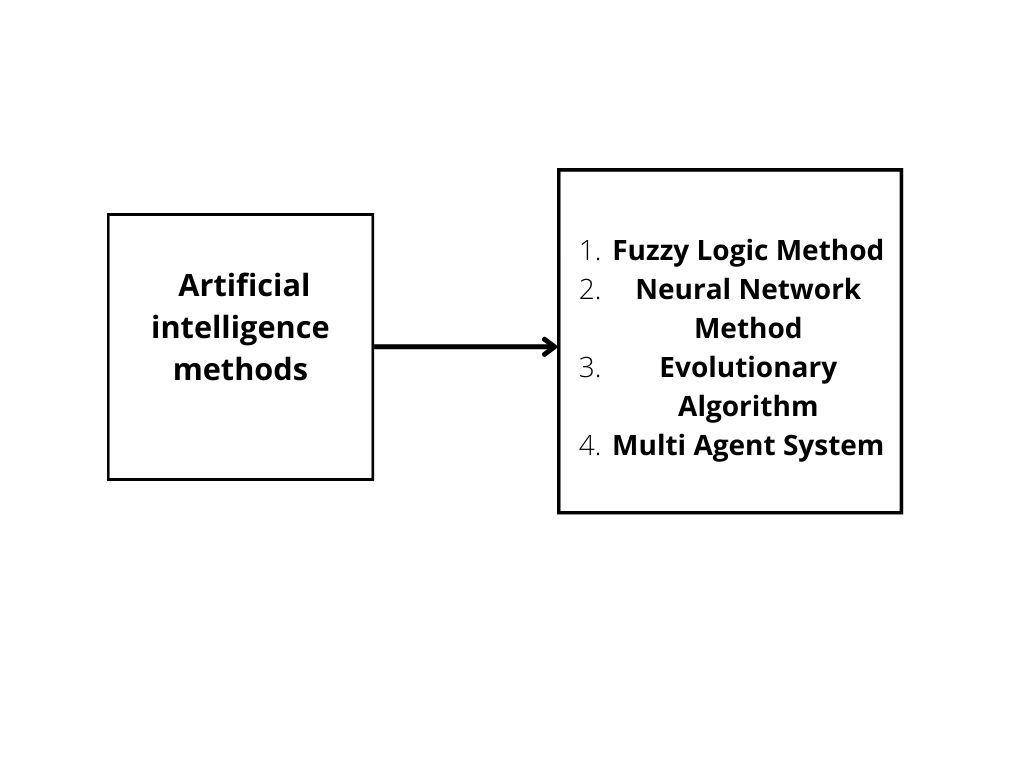 Artificial
intelligence
methods
1. Fuzzy Logic Method
2. Neural Network
Method
3. Evolutionary
Algorithm
4. Multi Agent System